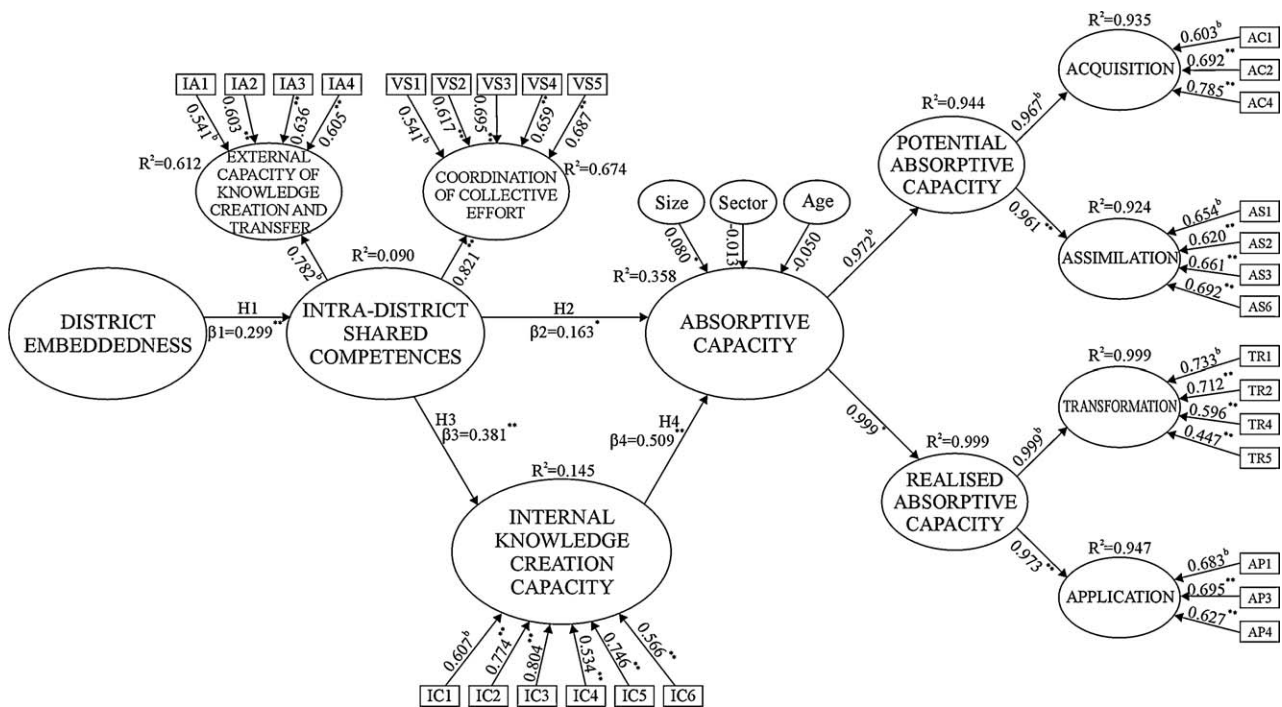 IA1
IA2
IA3
IA4
0.541ᵇ
0.603**
0.636**
0.605**
R²=0.612
EXTERNAL
CAPACITY OF
KNOWLEDGE
CREATION AND
TRANSFER
0.782ᵇ
VS1
VS2
VS3
VS4
VS5
0.541ᵇ
0.617**
0.695**
0.659**
0.687**
COORDINATION
OF COLLECTIVE
EFFORT
R²=0.674
0.821**
DISTRICT
EMBEDDEDNESS
H1
β1=0.299**
R²=0.090
INTRA-DISTRICT
SHARED
COMPETENCES
H2
β2=0.163*
H3
β3=0.381**
H4
β4=0.509**
Size
Sector
Age
0.080*
-0.013
-0.050
R²=0.358
ABSORPTIVE
CAPACITY
R²=0.145
INTERNAL
KNOWLEDGE
CREATION
CAPACITY
0.607ᵇ
0.774**
0.804**
0.534**
0.746**
0.566**
IC1
IC2
IC3
IC4
IC5
IC6
0.972ᵇ
0.999*
R²=0.944
POTENTIAL
ABSORPTIVE
CAPACITY
0.967ᵇ
0.961**
R²=0.935
ACQUISITION
0.603ᵇ
0.692**
0.785**
AC1
AC2
AC4
R²=0.924
ASSIMILATION
0.654ᵇ
0.620**
0.661**
0.692**
AS1
AS2
AS3
AS6
R²=0.999
REALISED
ABSORPTIVE
CAPACITY
0.999ᵇ
0.973**
R²=0.999
TRANSFORMATION
0.733ᵇ
0.712**
0.596**
0.447**
TR1
TR2
TR4
TR5
R²=0.947
APPLICATION
0.683ᵇ
0.695**
0.627**
AP1
AP3
AP4